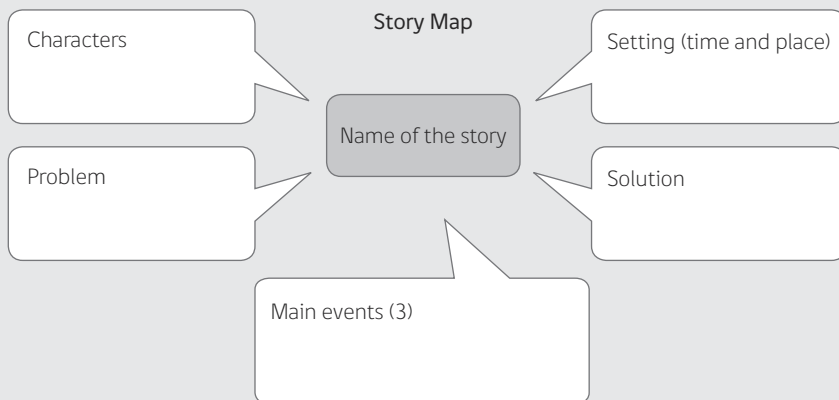 Story Map
Characters
Setting (time and place)
Name of the story
Problem
Solution
Main events (3)